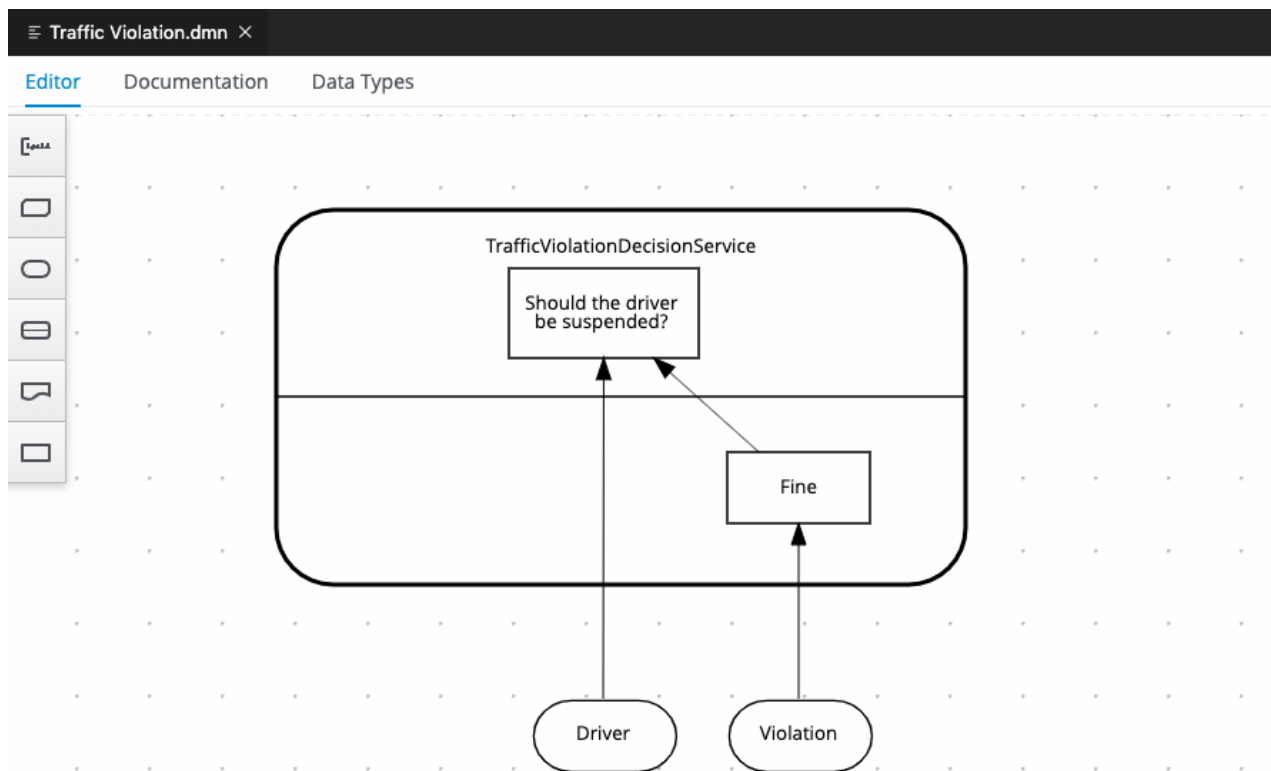 Traffic Violation.dmn
Editor Documentation Data Types
TrafficViolationDecisionService
Should the driver
be suspended?
Fine
Driver
Violation